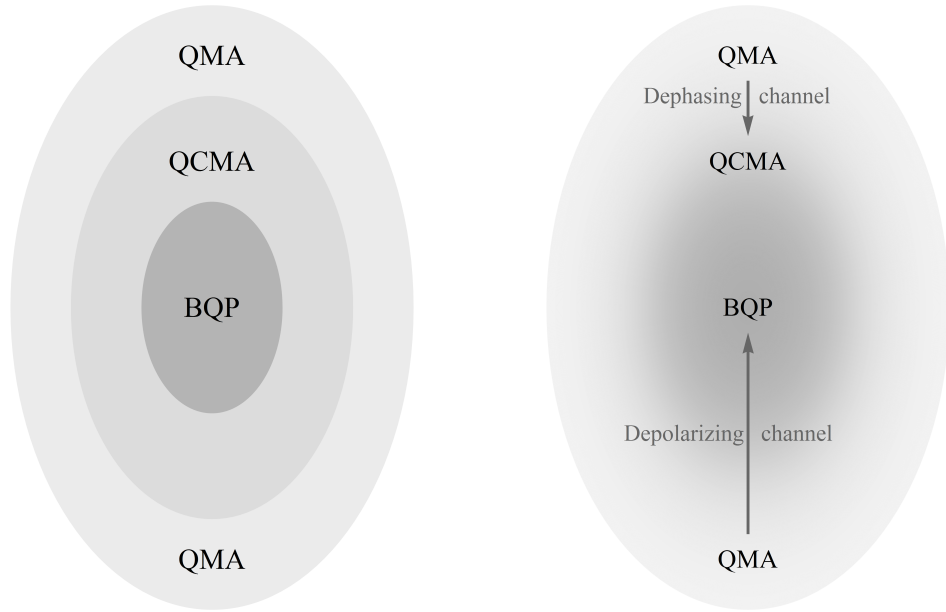 QMA
QCMA
BQP
QMA
QMA
Dephasing channel
QCMA
BQP
Depolarizing channel
QMA